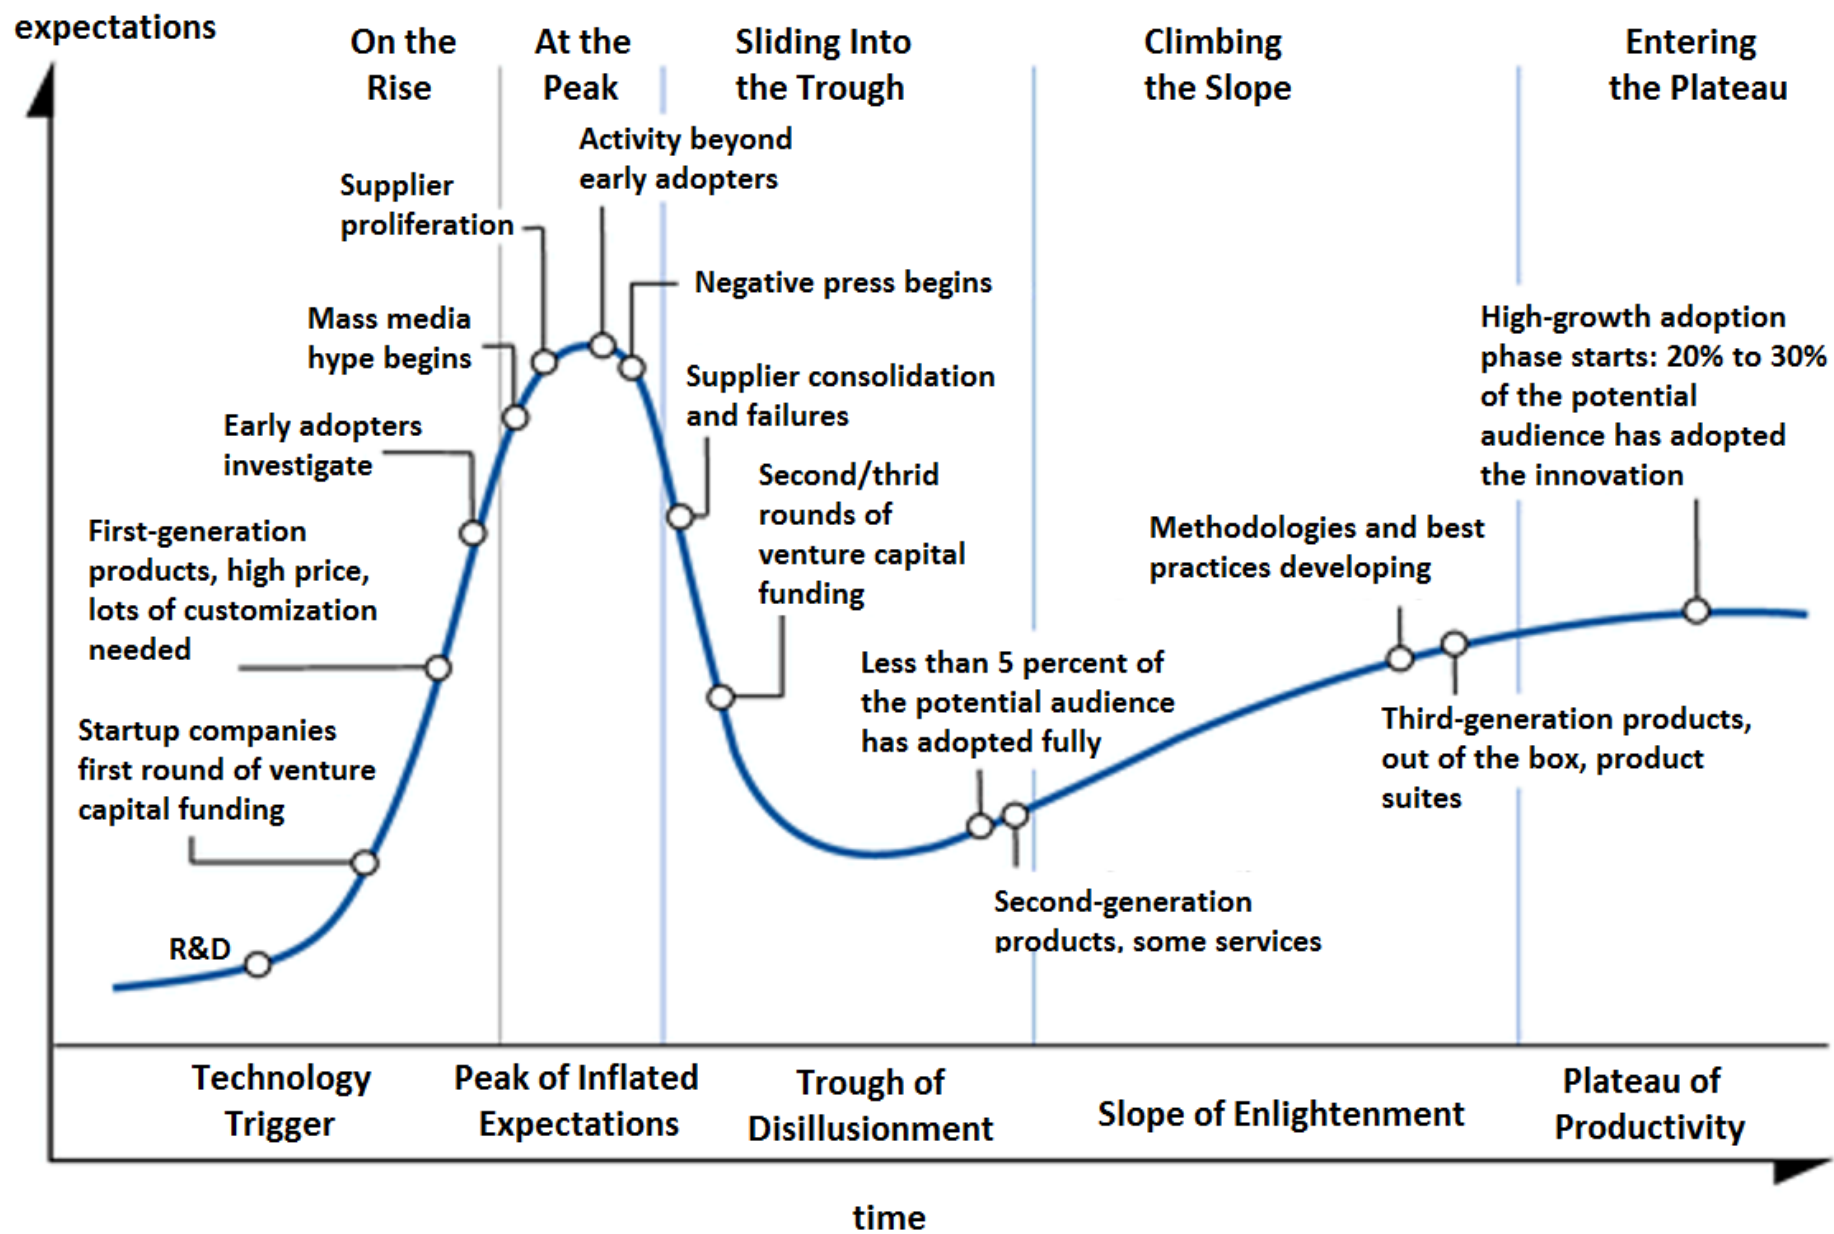 expectations
On the
Rise
At the
Peak
Sliding Into
the Trough
Climbing
the Slope
Entering
the Plateau
Activity beyond
early adopters
Supplier
proliferation
Negative press begins
Mass media
hype begins
High-growth adoption
phase starts: 20% to 30%
of the potential
audience has adopted
the innovation
Supplier consolidation
and failures
Early adopters
investigate
Second/thrid
rounds of
venture capital
funding
First-generation
products, high price,
lots of customization
needed
Methodologies and best
practices developing
Less than 5 percent of
the potential audience
has adopted fully
Startup companies
first round of venture
capital funding
Third-generation products,
out of the box, product
suites
Second-generation
products, some services
R&D
Technology
Trigger
Peak of Inflated
Expectations
Trough of
Disillusionment
Slope of Enlightenment
Plateau of
Productivity
time